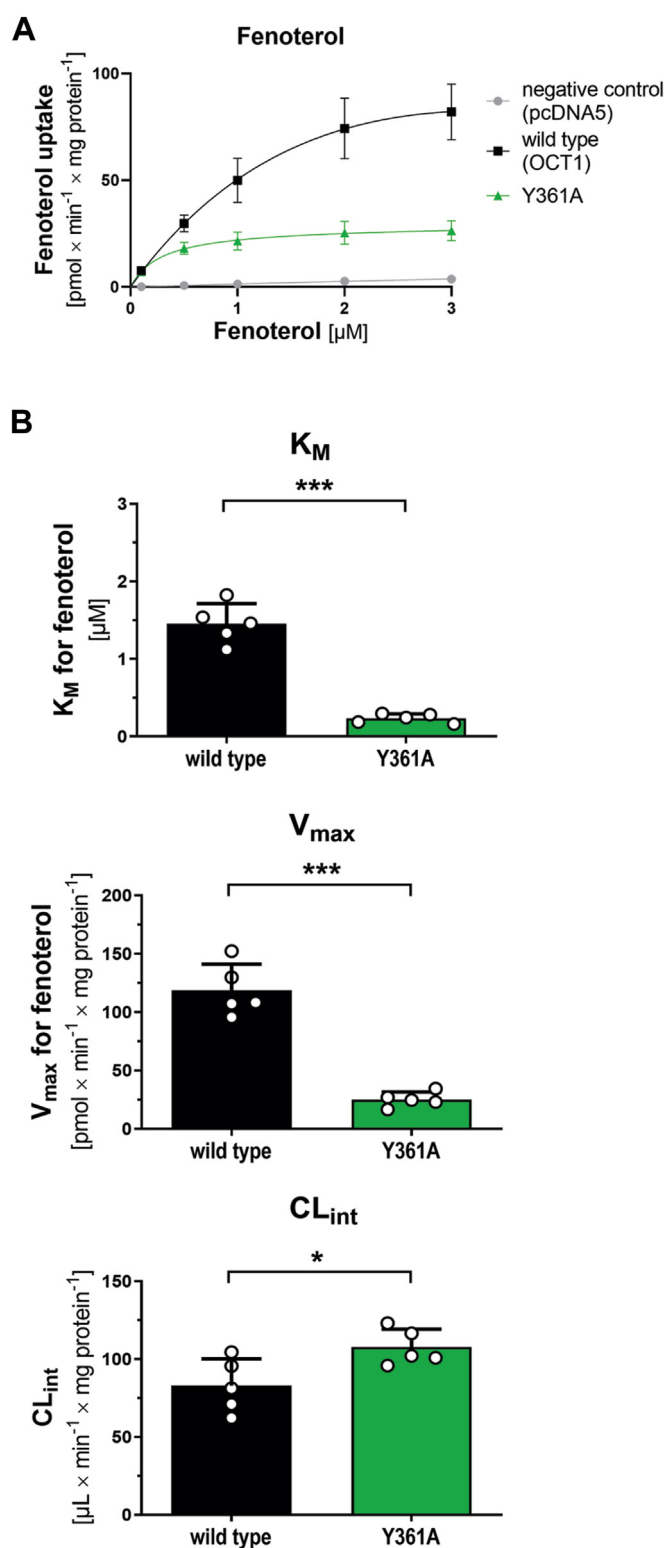 A
Fenoterol
Fenoterol uptake
[pmol × min⁻¹ × mg protein⁻¹]
100
50
0
0
1
2
3
Fenoterol [µM]
negative control
(pcDNA5)
wild type
(OCT1)
Y361A
B
K_M
***
K_M for fenoterol
[µM]
3
2
1
0
wild type
Y361A
V_max
***
V_max for fenoterol
[pmol × min⁻¹ × mg protein⁻¹]
200
150
100
50
0
wild type
Y361A
CL_int
*
CL_int
[µL × min⁻¹ × mg protein⁻¹]
150
100
50
0
wild type
Y361A